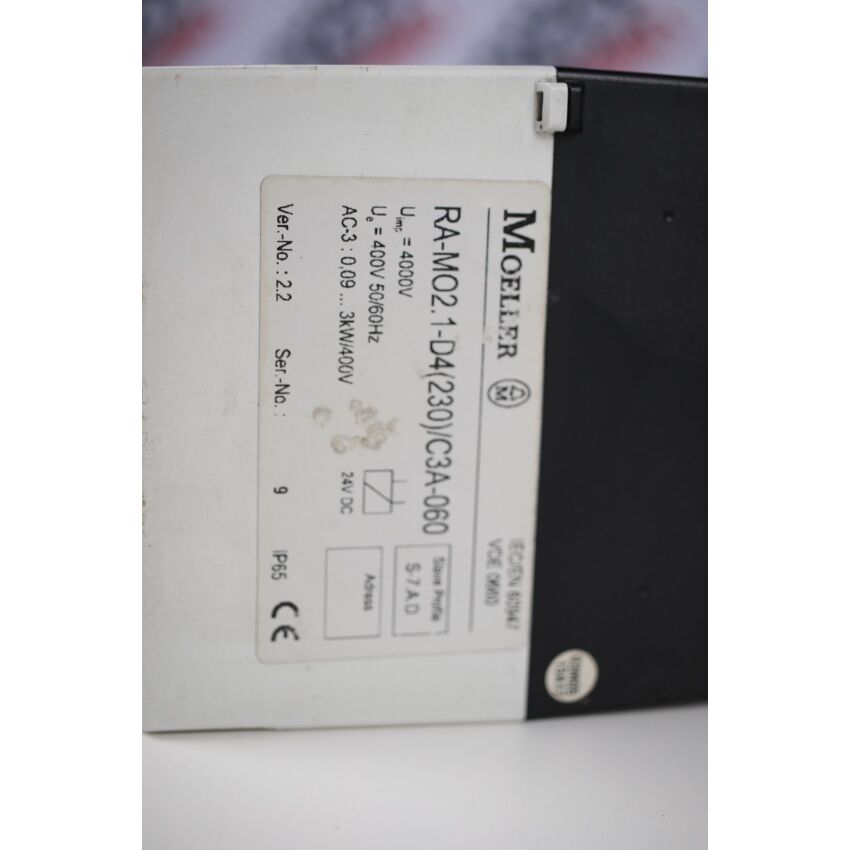 MOELLER
IEC/EN 60947
VDE 0660
RA-MO2.1-D4(230)/C3A-060
Uimp = 4000V
Ue = 400V 50/60Hz
AC-3 : 0,09 ... 3kW/400V
24V DC
Slave Profile
S-7.A.D
Adress
Ver.-No. : 2.2 Ser.-No. : 9 IP65 CE